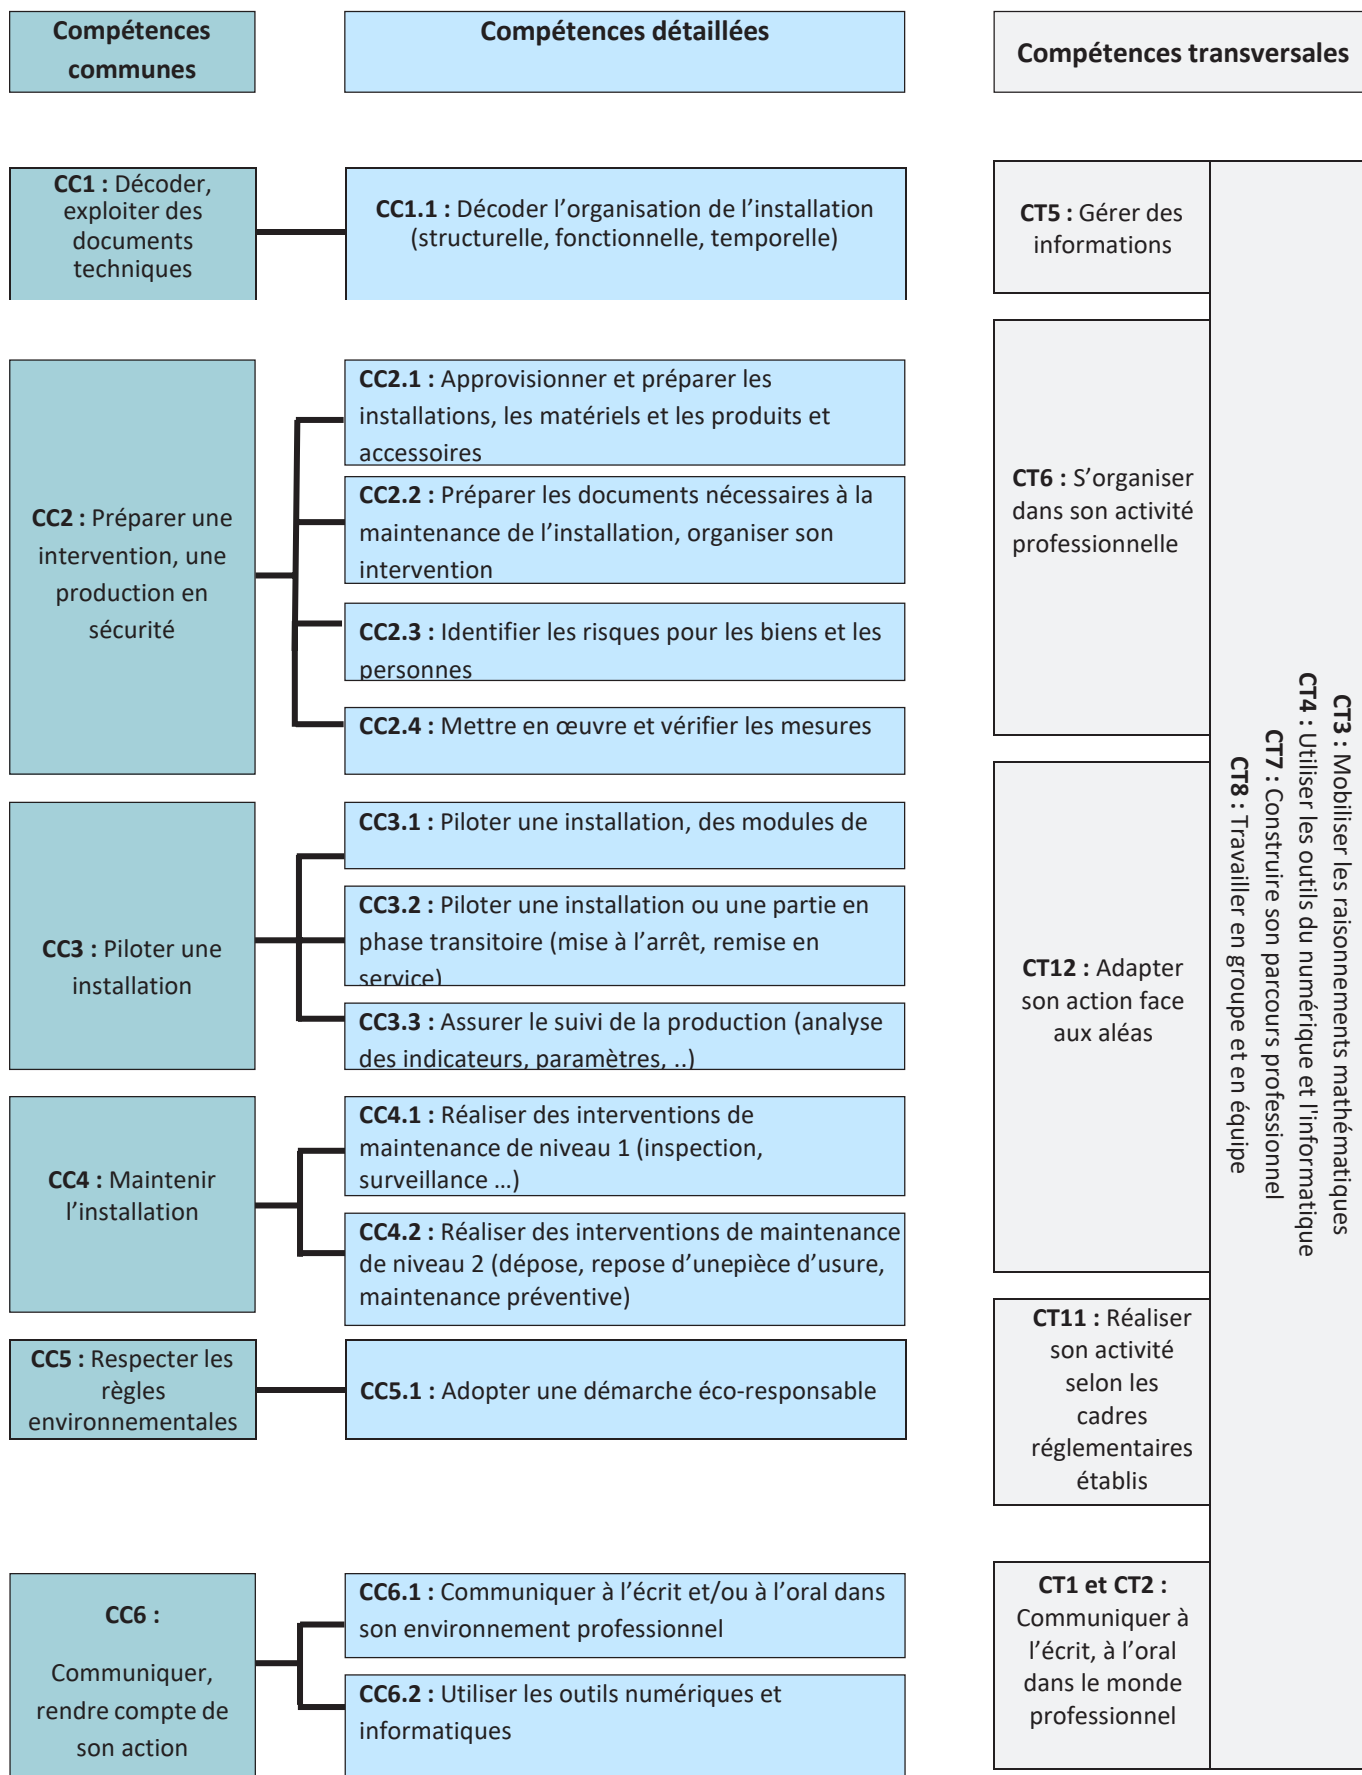 Compétences
communes
Compétences détaillées
Compétences transversales
CC1 : Décoder,
exploiter des
documents
techniques
CC1.1 : Décoder l’organisation de l’installation
(structurelle, fonctionnelle, temporelle)
CT5 : Gérer des
informations
CC2 : Préparer une
intervention, une
production en
sécurité
CC2.1 : Approvisionner et préparer les
installations, les matériels et les produits et
accessoires
CC2.2 : Préparer les documents nécessaires à la
maintenance de l’installation, organiser son
intervention
CC2.3 : Identifier les risques pour les biens et les
personnes
CC2.4 : Mettre en œuvre et vérifier les mesures
CT6 : S’organiser
dans son activité
professionnelle
CC3 : Piloter une
installation
CC3.1 : Piloter une installation, des modules de
CC3.2 : Piloter une installation ou une partie en
phase transitoire (mise à l’arrêt, remise en
service)
CC3.3 : Assurer le suivi de la production (analyse
des indicateurs, paramètres, ..)
CT12 : Adapter
son action face
aux aléas
CC4 : Maintenir
l’installation
CC4.1 : Réaliser des interventions de
maintenance de niveau 1 (inspection,
surveillance …)
CC4.2 : Réaliser des interventions de maintenance
de niveau 2 (dépose, repose d’unepièce d’usure,
maintenance préventive)
CC5 : Respecter les
règles
environnementales
CC5.1 : Adopter une démarche éco-responsable
CT11 : Réaliser
son activité
selon les
cadres
réglementaires
établis
CC6 :
Communiquer,
rendre compte de
son action
CC6.1 : Communiquer à l’écrit et/ou à l’oral dans
son environnement professionnel
CC6.2 : Utiliser les outils numériques et
informatiques
CT1 et CT2 :
Communiquer à
l’écrit, à l’oral
dans le monde
professionnel
CT3 : Mobiliser les raisonnements mathématiques
CT4 : Utiliser les outils du numérique et l'informatique
CT7 : Construire son parcours professionnel
CT8 : Travailler en groupe et en équipe